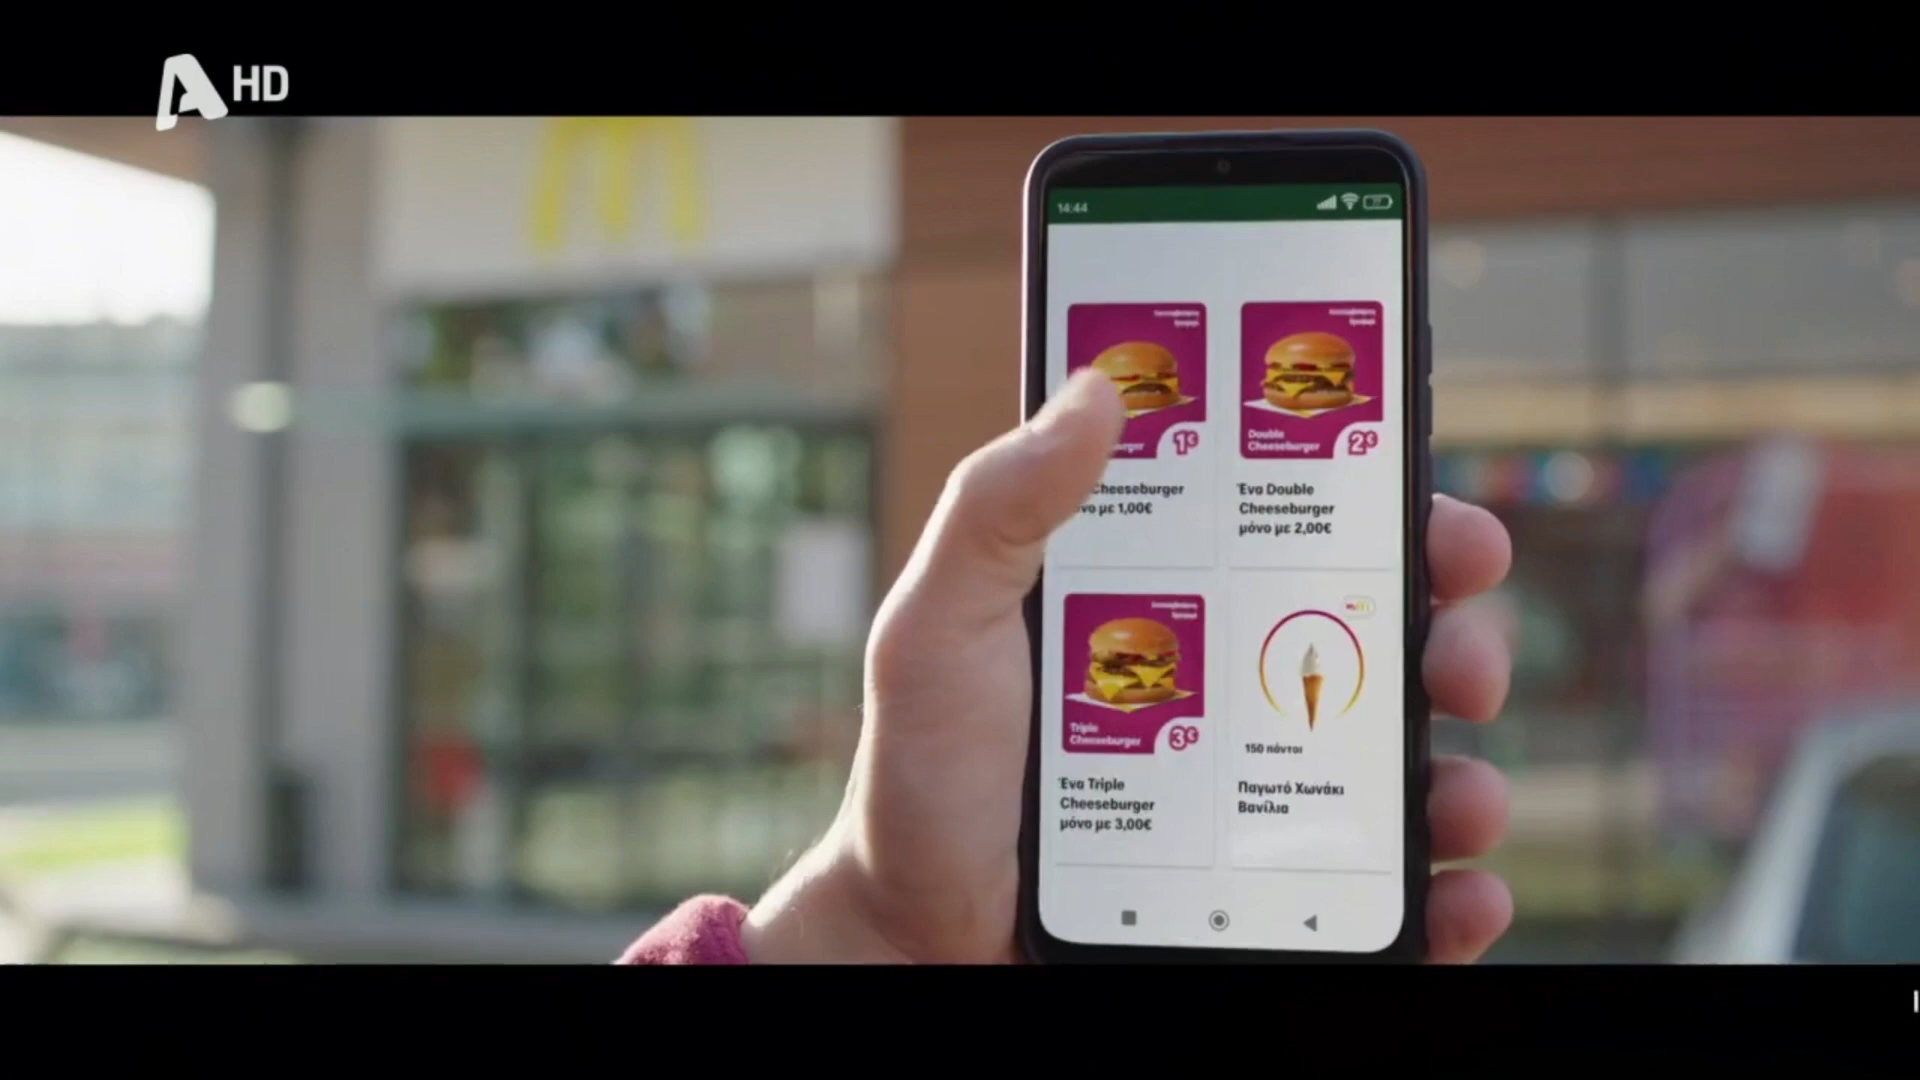 HD
14:44
1€
Double
Cheeseburger
2€
Cheeseburger
με 1,00€
Ένα Double
Cheeseburger
μόνο με 2,00€
Triple
Cheeseburger
3€
150 πόντοι
Ένα Triple
Cheeseburger
μόνο με 3,00€
Παγωτό Χωνάκι
Βανίλια